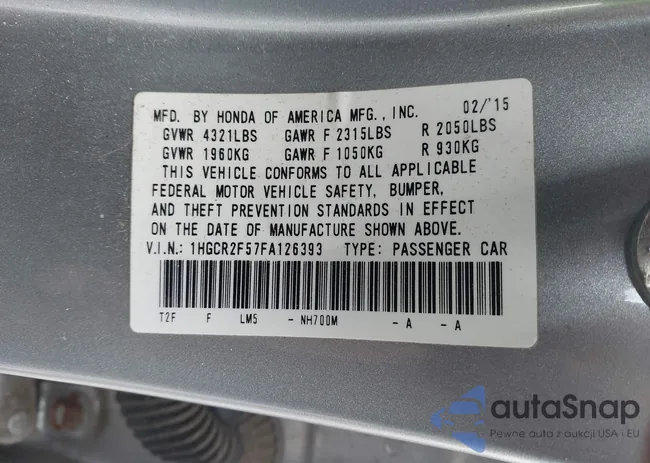 MFD. BY HONDA OF AMERICA MFG., INC. 02/'15
GVWR 4321LBS GAWR F 2315LBS R 2050LBS
GVWR 1960KG GAWR F 1050KG R 930KG
THIS VEHICLE CONFORMS TO ALL APPLICABLE
FEDERAL MOTOR VEHICLE SAFETY, BUMPER,
AND THEFT PREVENTION STANDARDS IN EFFECT
ON THE DATE OF MANUFACTURE SHOWN ABOVE.
V.I.N.: 1HGCR2F57FA126393 TYPE: PASSENGER CAR
T2F F LM5 - NH700M - A - A
autaSnap
Pewne auta z aukcji USA i EU